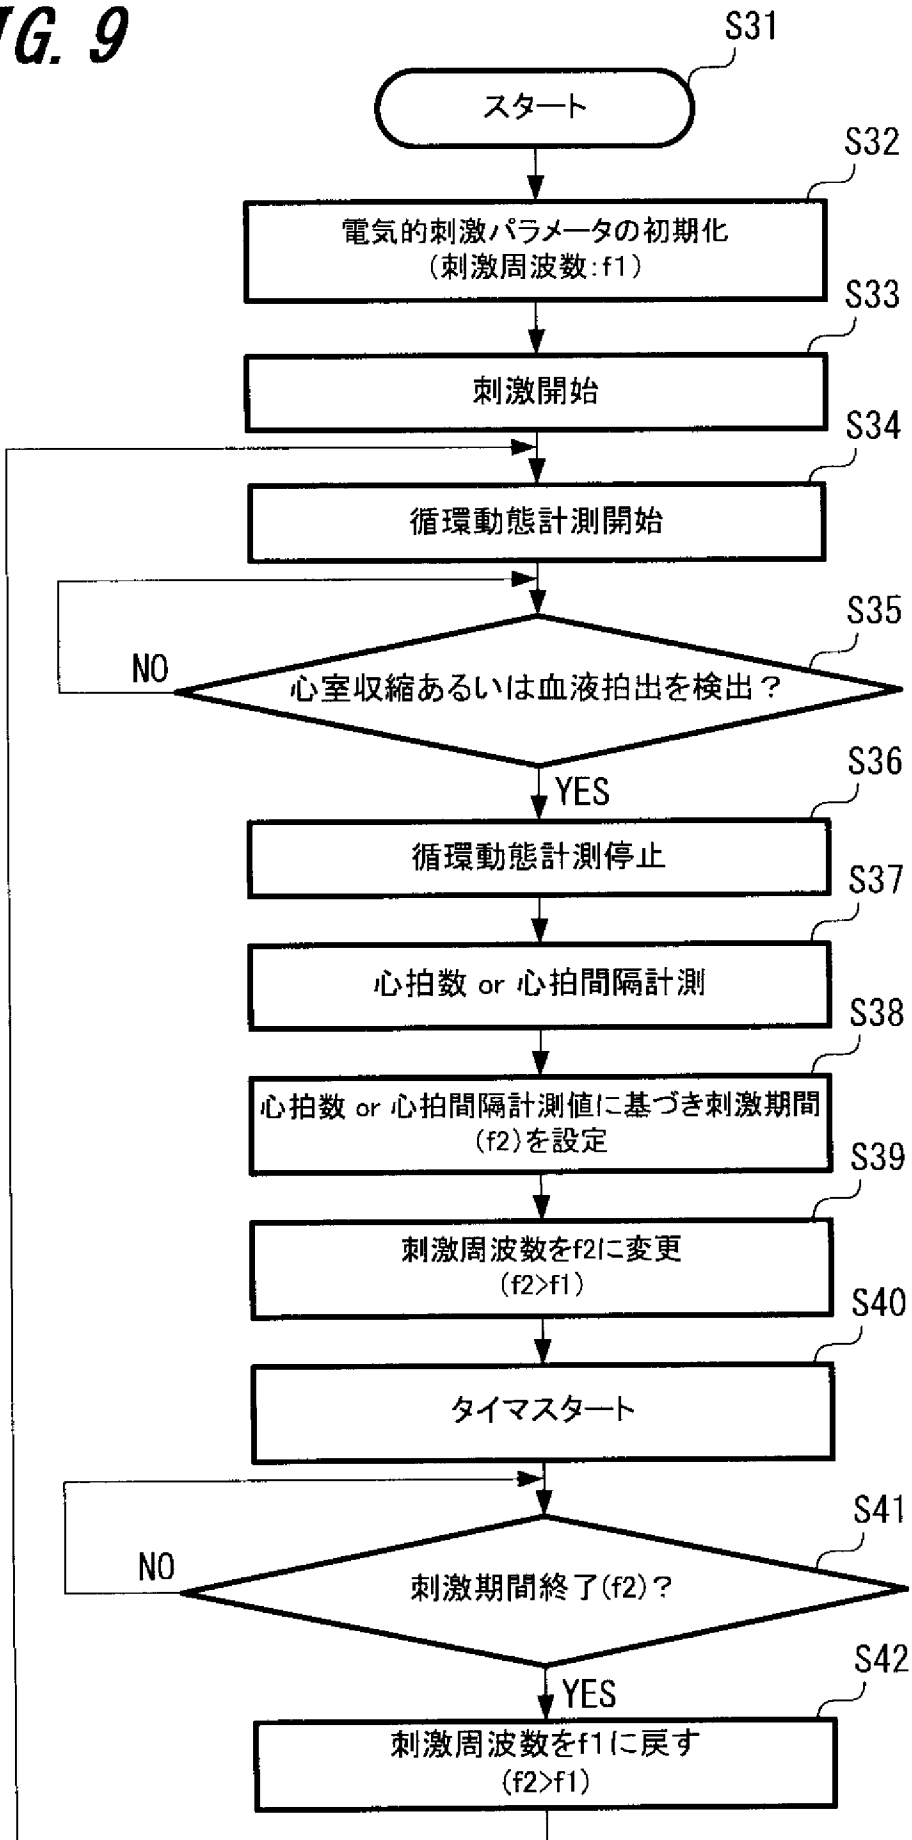 IG. 9
S31
スタート
S32
電気的刺激パラメータの初期化
(刺激周波数:f1)
S33
刺激開始
S34
循環動態計測開始
S35
NO
心室収縮あるいは血液拍出を検出?
YES
S36
循環動態計測停止
S37
心拍数 or 心拍間隔計測
S38
心拍数 or 心拍間隔計測値に基づき刺激期間
(f2)を設定
S39
刺激周波数をf2に変更
(f2>f1)
S40
タイマスタート
S41
NO
刺激期間終了(f2)?
YES
S42
刺激周波数をf1に戻す
(f2>f1)